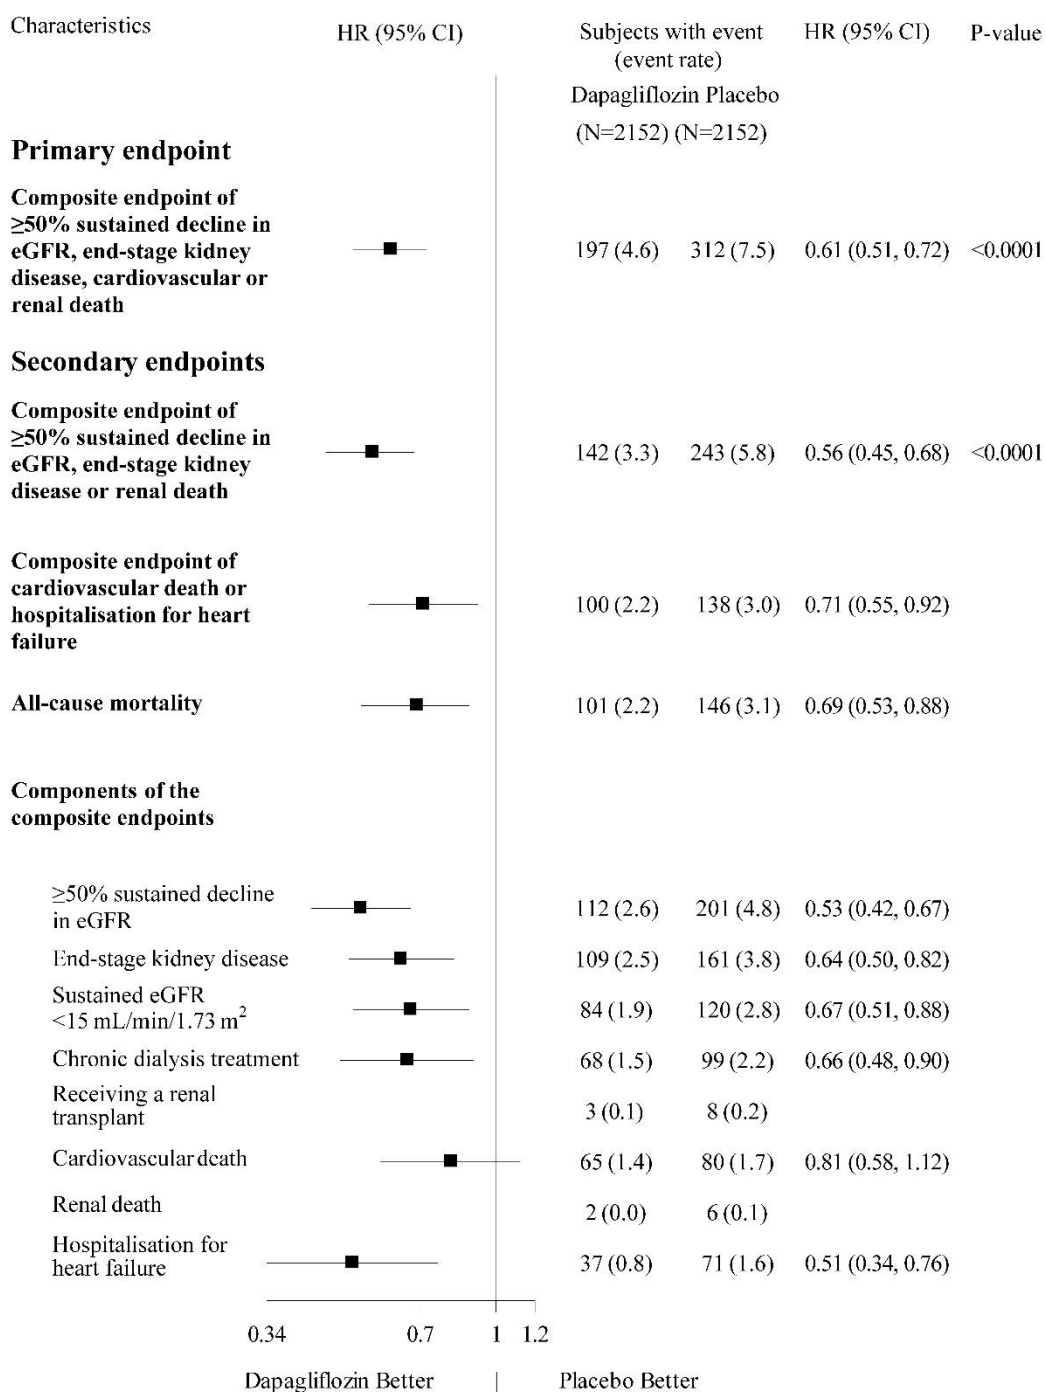 Characteristics HR (95% CI) Subjects with event HR (95% CI) P-value
(event rate)
Dapagliflozin Placebo
(N=2152) (N=2152)
Primary endpoint
Composite endpoint of
≥50% sustained decline in
eGFR, end-stage kidney 197 (4.6) 312 (7.5) 0.61 (0.51, 0.72) <0.0001
disease, cardiovascular or
renal death
Secondary endpoints
Composite endpoint of
≥50% sustained decline in
eGFR, end-stage kidney 142 (3.3) 243 (5.8) 0.56 (0.45, 0.68) <0.0001
disease or renal death
Composite endpoint of
cardiovascular death or
hospitalisation for heart 100 (2.2) 138 (3.0) 0.71 (0.55, 0.92)
failure
All-cause mortality 101 (2.2) 146 (3.1) 0.69 (0.53, 0.88)
Components of the
composite endpoints
≥50% sustained decline
in eGFR 112 (2.6) 201 (4.8) 0.53 (0.42, 0.67)
End-stage kidney disease 109 (2.5) 161 (3.8) 0.64 (0.50, 0.82)
Sustained eGFR
<15 mL/min/1.73 m² 84 (1.9) 120 (2.8) 0.67 (0.51, 0.88)
Chronic dialysis treatment 68 (1.5) 99 (2.2) 0.66 (0.48, 0.90)
Receiving a renal
transplant 3 (0.1) 8 (0.2)
Cardiovascular death 65 (1.4) 80 (1.7) 0.81 (0.58, 1.12)
Renal death 2 (0.0) 6 (0.1)
Hospitalisation for
heart failure 37 (0.8) 71 (1.6) 0.51 (0.34, 0.76)
0.34 0.7 1 1.2
Dapagliflozin Better | Placebo Better